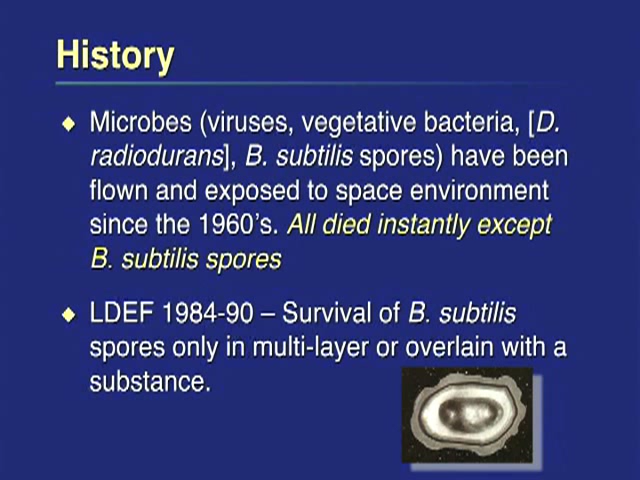 History
Microbes (viruses, vegetative bacteria, [D.
radiodurans], B. subtilis spores) have been
flown and exposed to space environment
since the 1960's. All died instantly except
B. subtilis spores
LDEF 1984-90 – Survival of B. subtilis
spores only in multi-layer or overlain with a
substance.